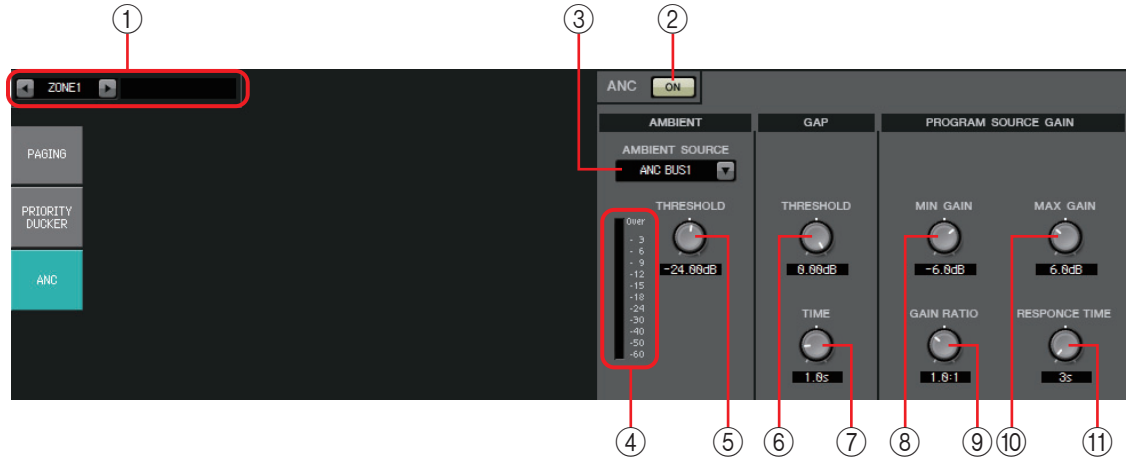 ① ③ ②
ZONE1
ANC ON
AMBIENT GAP PROGRAM SOURCE GAIN
PAGING
AMBIENT SOURCE
ANC BUS1
PRIORITY
DUCKER
THRESHOLD THRESHOLD MIN GAIN MAX GAIN
Over
- 3
- 6
- 9
-12
-15
-18
-24
-30
-40
-50
-60
-24.00dB 0.00dB -6.0dB 6.0dB
ANC
TIME GAIN RATIO RESPONCE TIME
1.0s 1.0:1 3s
④ ⑤ ⑥ ⑦ ⑧ ⑨ ⑩ ⑪